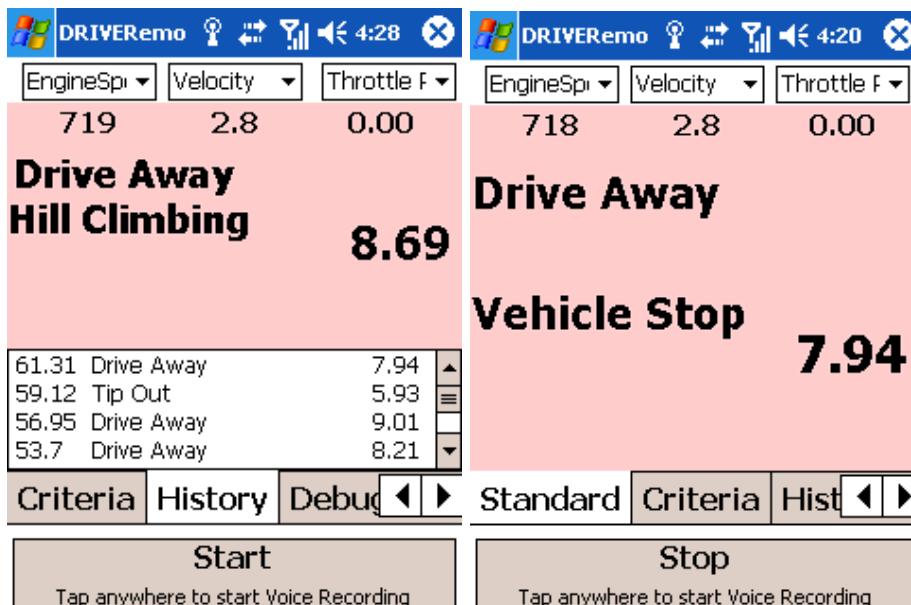 DRIVERemo 4:28
EngineSpi Velocity Throttle F
719 2.8 0.00
Drive Away
Hill Climbing
8.69
61.31 Drive Away 7.94
59.12 Tip Out 5.93
56.95 Drive Away 9.01
53.7 Drive Away 8.21
Criteria History Debug
Start
Tap anywhere to start Voice Recording
DRIVERemo 4:20
EngineSpi Velocity Throttle F
718 2.8 0.00
Drive Away
Vehicle Stop
7.94
Standard Criteria Hist
Stop
Tap anywhere to start Voice Recording